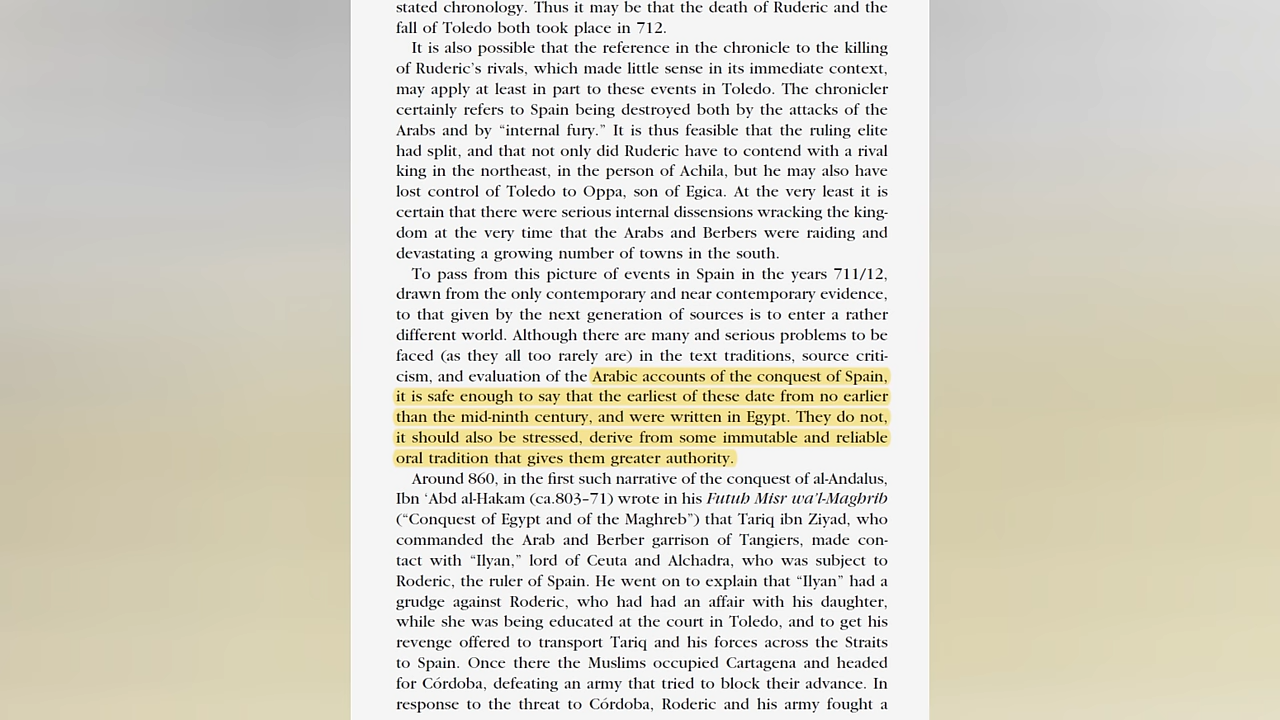 stated chronology. Thus it may be that the death of Ruderic and the
fall of Toledo both took place in 712.
It is also possible that the reference in the chronicle to the killing
of Ruderic's rivals, which made little sense in its immediate context,
may apply at least in part to these events in Toledo. The chronicler
certainly refers to Spain being destroyed both by the attacks of the
Arabs and by “internal fury.” It is thus feasible that the ruling elite
had split, and that not only did Ruderic have to contend with a rival
king in the northeast, in the person of Achila, but he may also have
lost control of Toledo to Oppa, son of Egica. At the very least it is
certain that there were serious internal dissensions wracking the king-
dom at the very time that the Arabs and Berbers were raiding and
devastating a growing number of towns in the south.
To pass from this picture of events in Spain in the years 711/12,
drawn from the only contemporary and near contemporary evidence,
to that given by the next generation of sources is to enter a rather
different world. Although there are many and serious problems to be
faced (as they all too rarely are) in the text traditions, source criti-
cism, and evaluation of the Arabic accounts of the conquest of Spain,
it is safe enough to say that the earliest of these date from no earlier
than the mid-ninth century, and were written in Egypt. They do not,
it should also be stressed, derive from some immutable and reliable
oral tradition that gives them greater authority.
Around 860, in the first such narrative of the conquest of al-Andalus,
Ibn ‘Abd al-Hakam (ca.803–71) wrote in his Futuh Misr wa'l-Maghrib
(“Conquest of Egypt and of the Maghreb”) that Tariq ibn Ziyad, who
commanded the Arab and Berber garrison of Tangiers, made con-
tact with “Ilyan,” lord of Ceuta and Alchadra, who was subject to
Roderic, the ruler of Spain. He went on to explain that “Ilyan” had a
grudge against Roderic, who had had an affair with his daughter,
while she was being educated at the court in Toledo, and to get his
revenge offered to transport Tariq and his forces across the Straits
to Spain. Once there the Muslims occupied Cartagena and headed
for Córdoba, defeating an army that tried to block their advance. In
response to the threat to Córdoba, Roderic and his army fought a